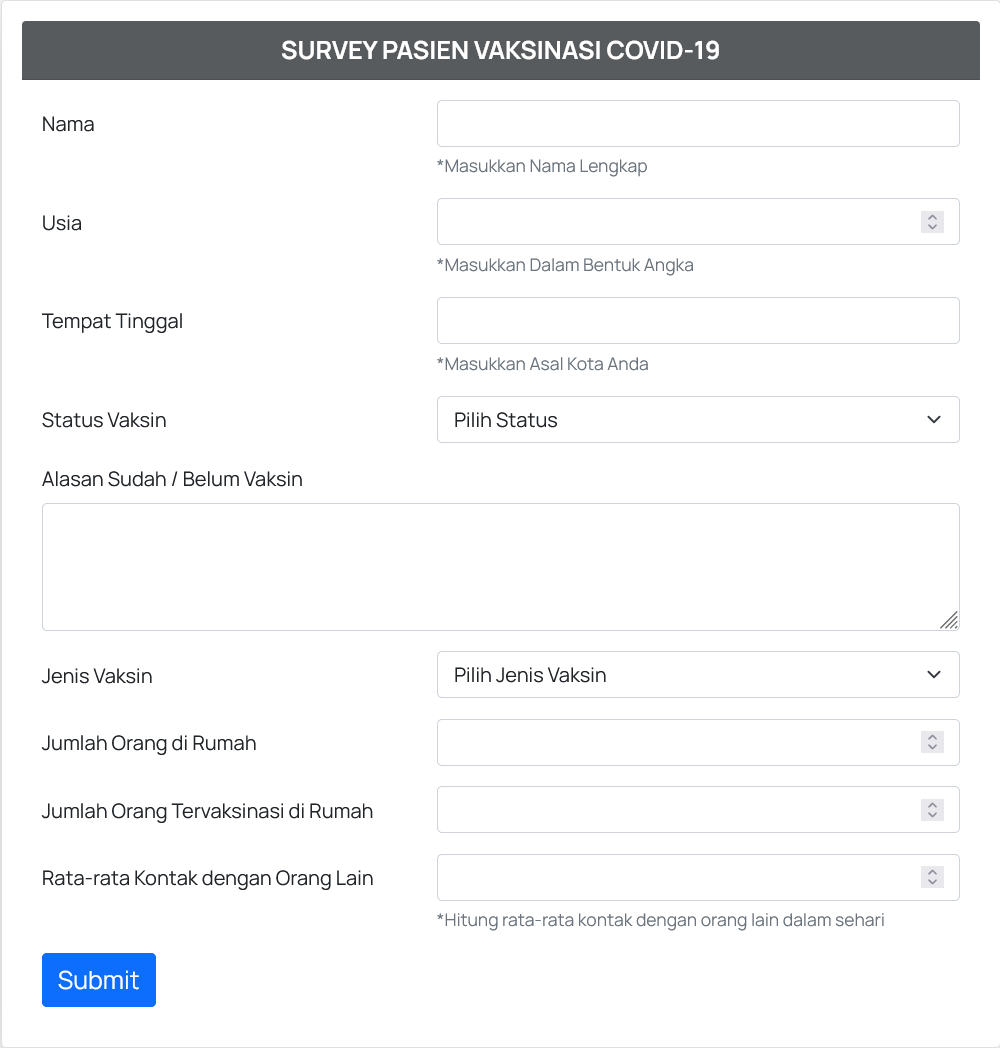 SURVEY PASIEN VAKSINASI COVID-19
Nama
*Masukkan Nama Lengkap
Usia
*Masukkan Dalam Bentuk Angka
Tempat Tinggal
*Masukkan Asal Kota Anda
Status Vaksin
Pilih Status
Alasan Sudah / Belum Vaksin
Jenis Vaksin
Pilih Jenis Vaksin
Jumlah Orang di Rumah
Jumlah Orang Tervaksinasi di Rumah
Rata-rata Kontak dengan Orang Lain
*Hitung rata-rata kontak dengan orang lain dalam sehari
Submit